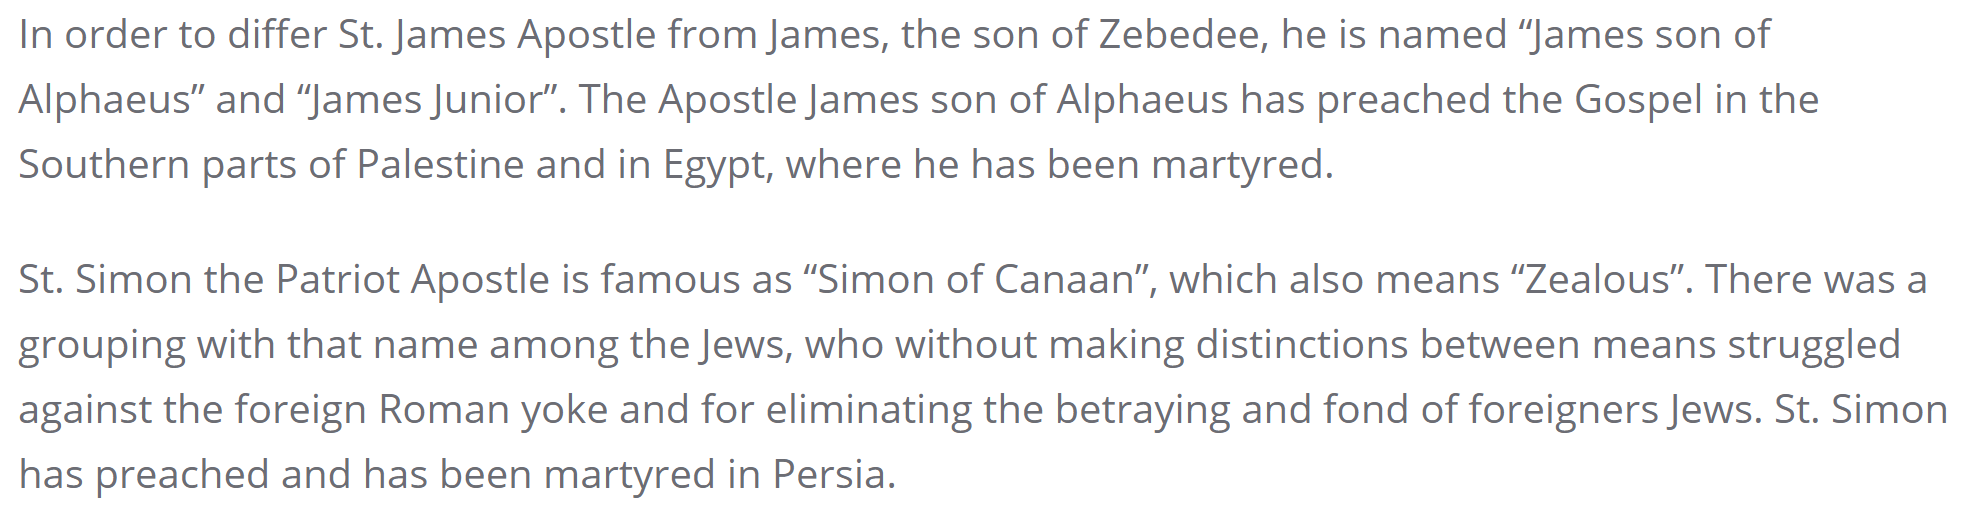 In order to differ St. James Apostle from James, the son of Zebedee, he is named “James son of
Alphaeus” and “James Junior”. The Apostle James son of Alphaeus has preached the Gospel in the
Southern parts of Palestine and in Egypt, where he has been martyred.
St. Simon the Patriot Apostle is famous as “Simon of Canaan”, which also means “Zealous”. There was a
grouping with that name among the Jews, who without making distinctions between means struggled
against the foreign Roman yoke and for eliminating the betraying and fond of foreigners Jews. St. Simon
has preached and has been martyred in Persia.